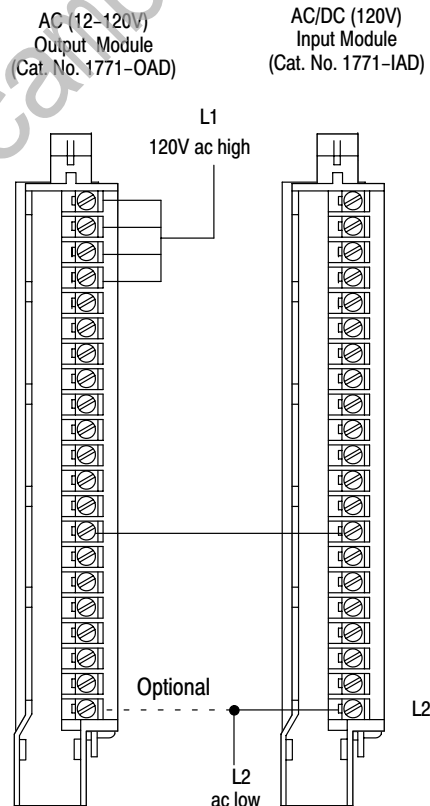 AC (12-120V)
Output Module
(Cat. No. 1771-OAD)
AC/DC (120V)
Input Module
(Cat. No. 1771-IAD)
L1
120V ac high
Optional
L2
L2
ac low